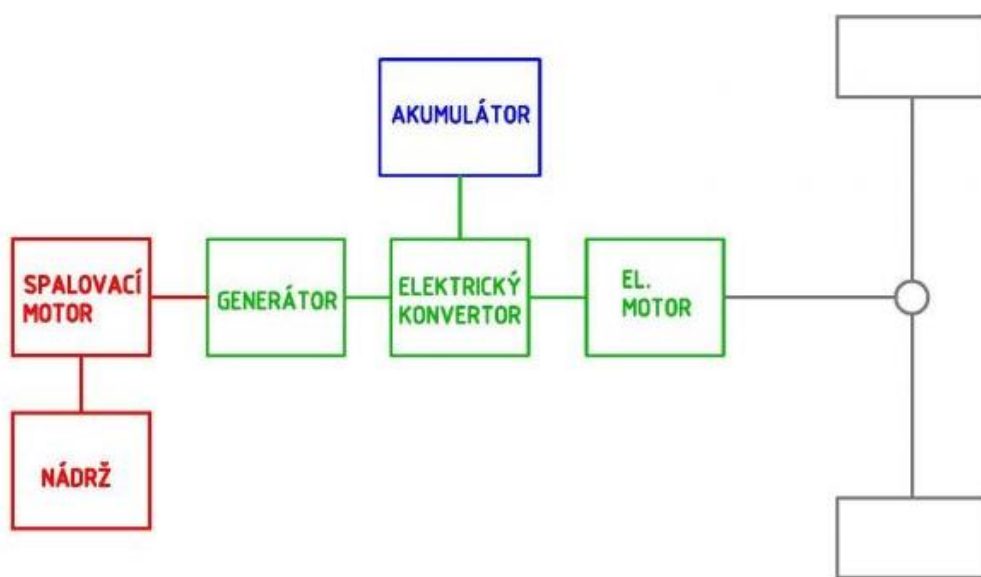 AKUMULÁTOR
SPALOVACÍ
MOTOR
GENERÁTOR
ELEKTRICKÝ
KONVERTOR
EL.
MOTOR
NÁDRŽ